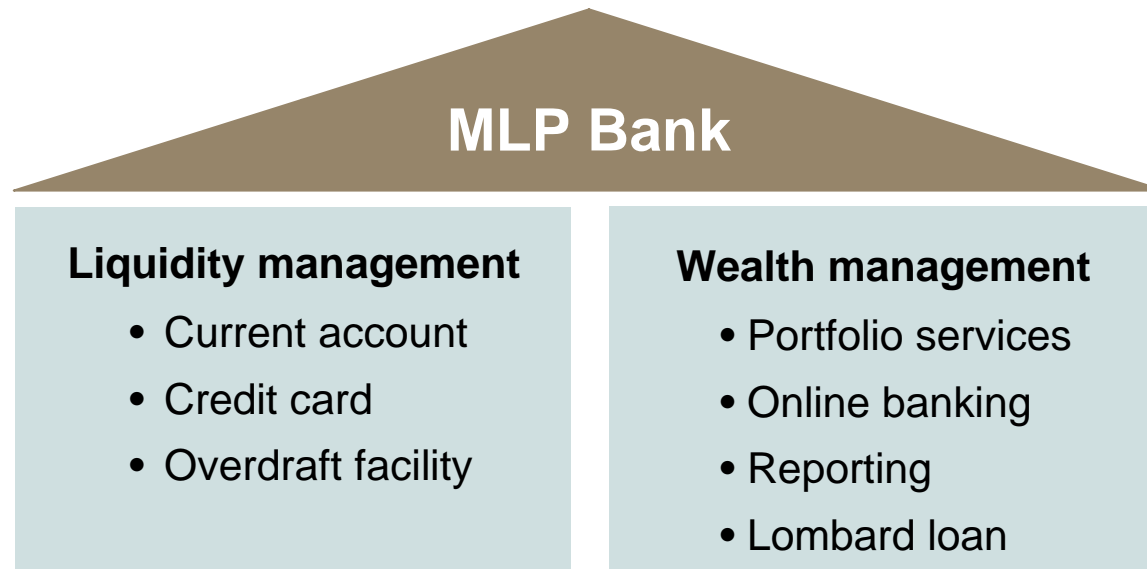 MLP Bank
Liquidity management
• Current account
• Credit card
• Overdraft facility
Wealth management
• Portfolio services
• Online banking
• Reporting
• Lombard loan